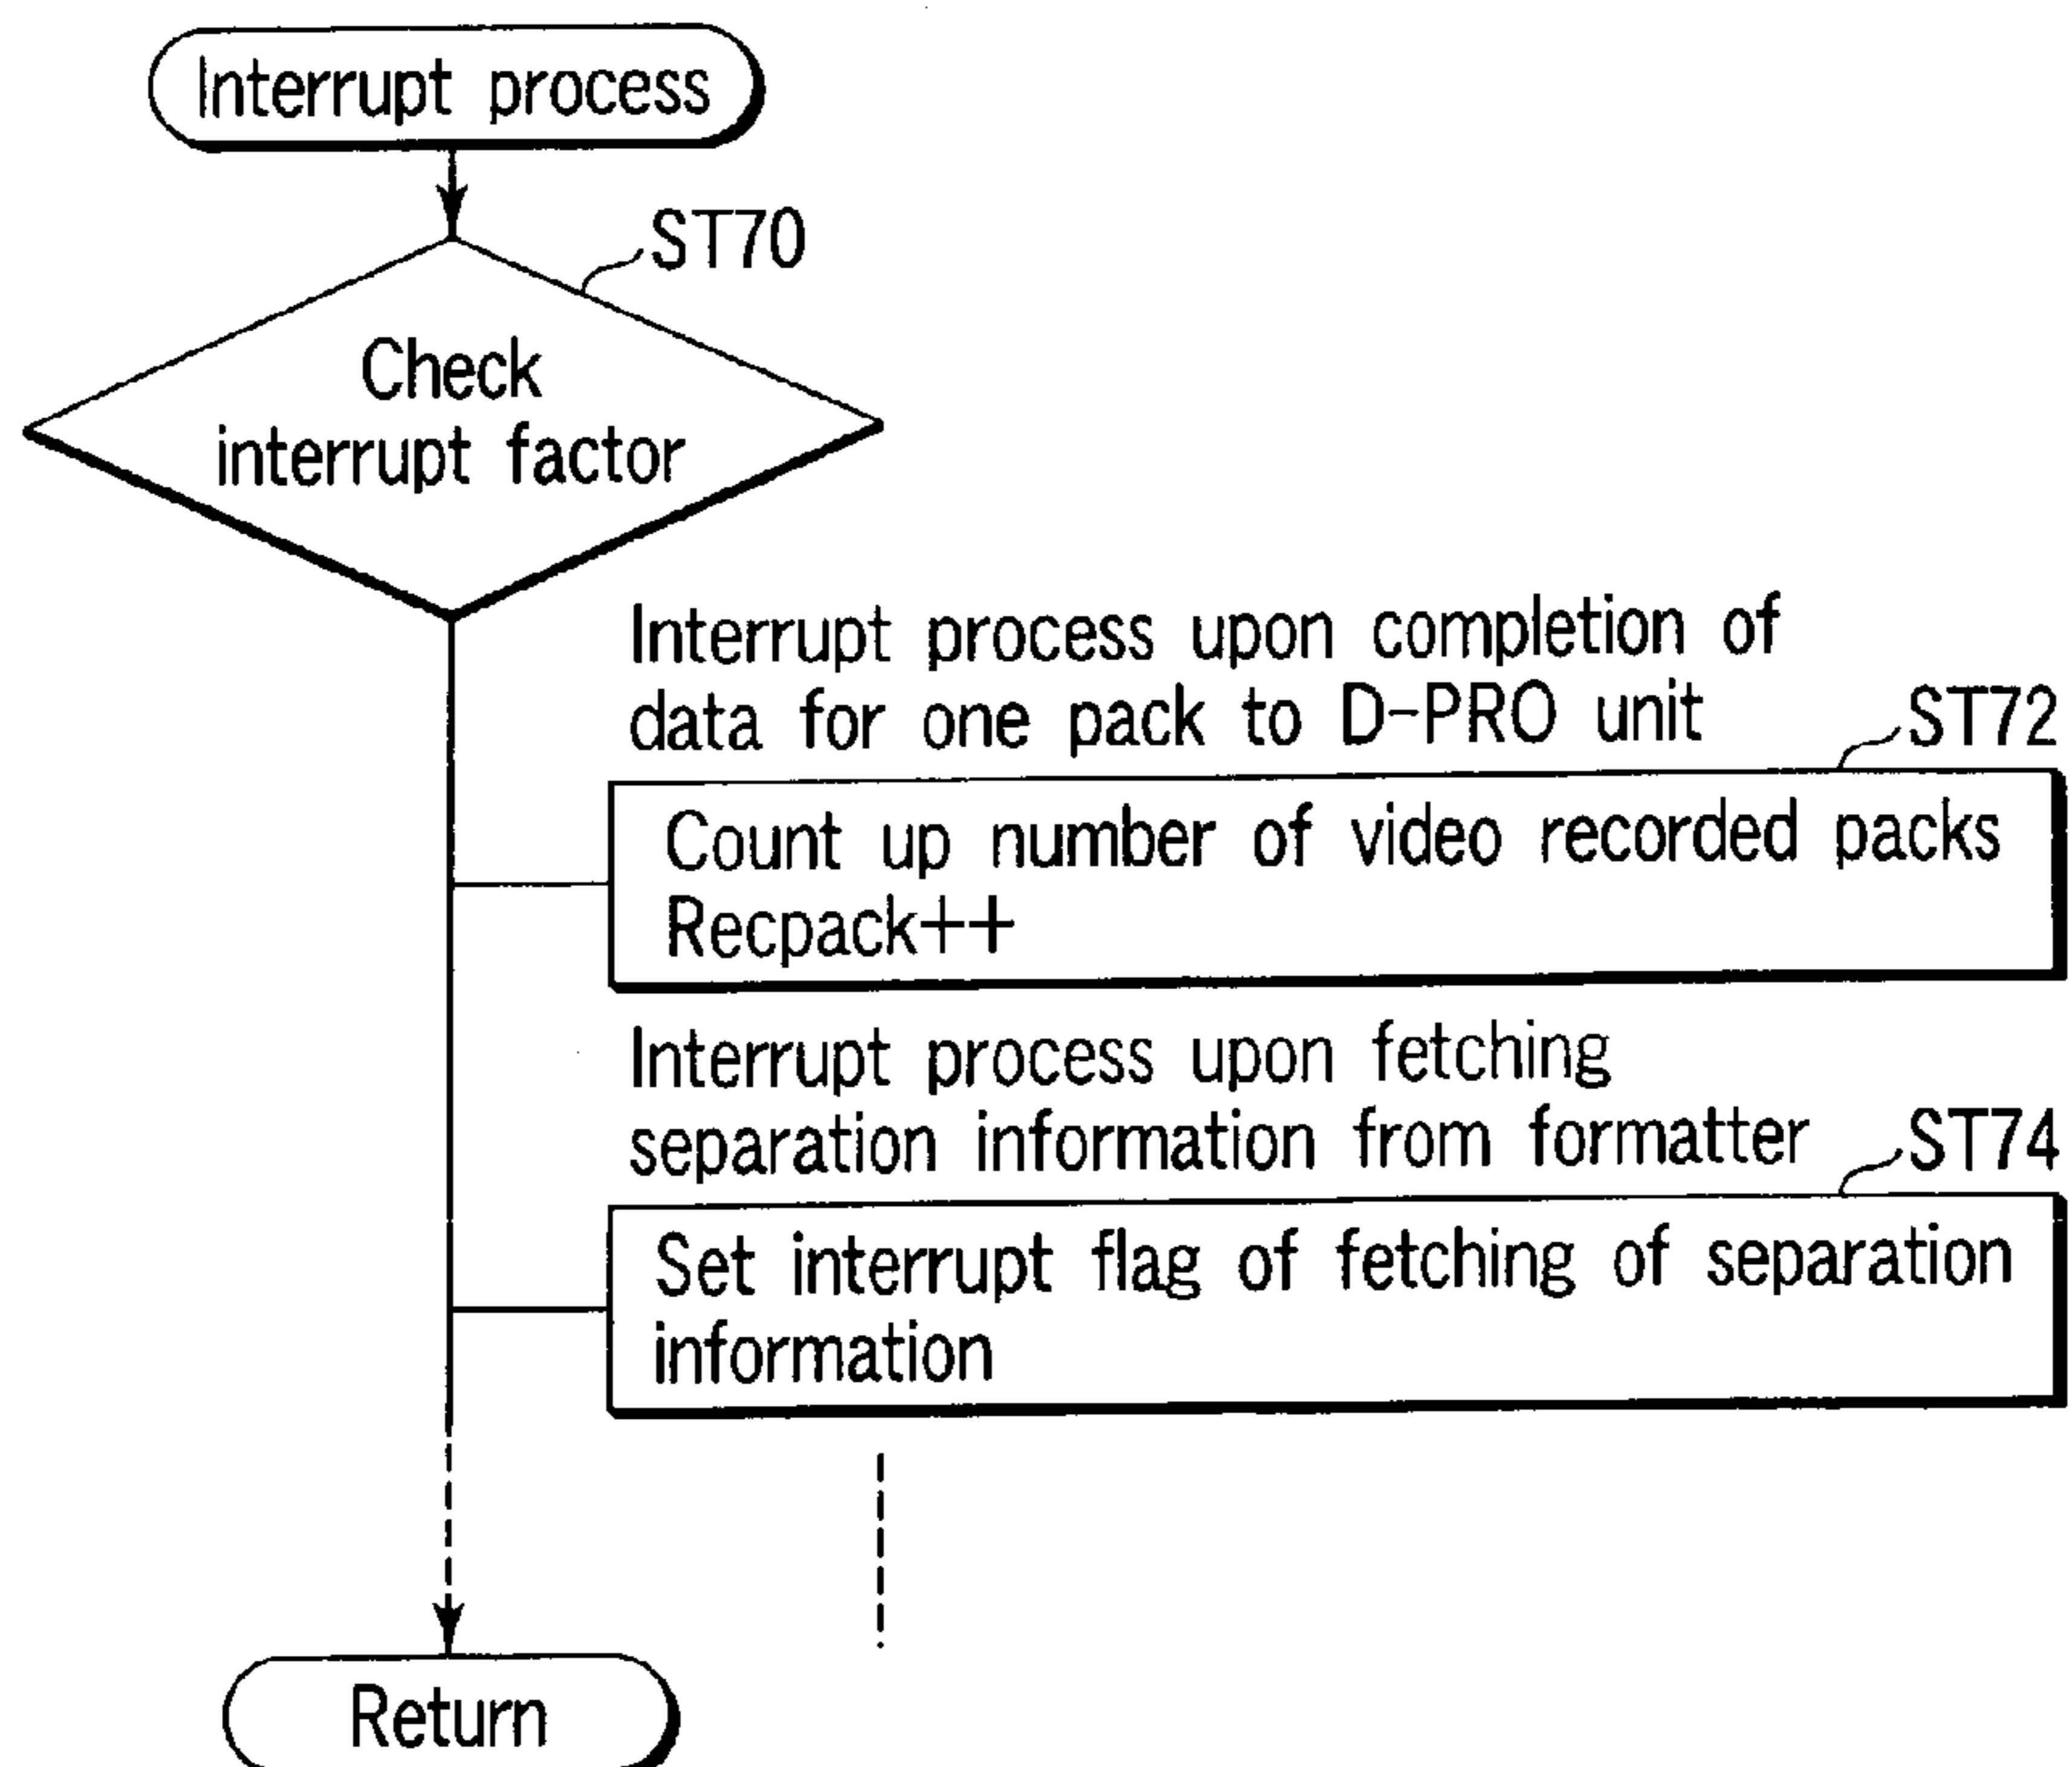 Interrupt process
ST70
Check
interrupt factor
Interrupt process upon completion of
data for one pack to D-PRO unit
ST72
Count up number of video recorded packs
Recpack++
Interrupt process upon fetching
separation information from formatter
ST74
Set interrupt flag of fetching of separation
information
Return